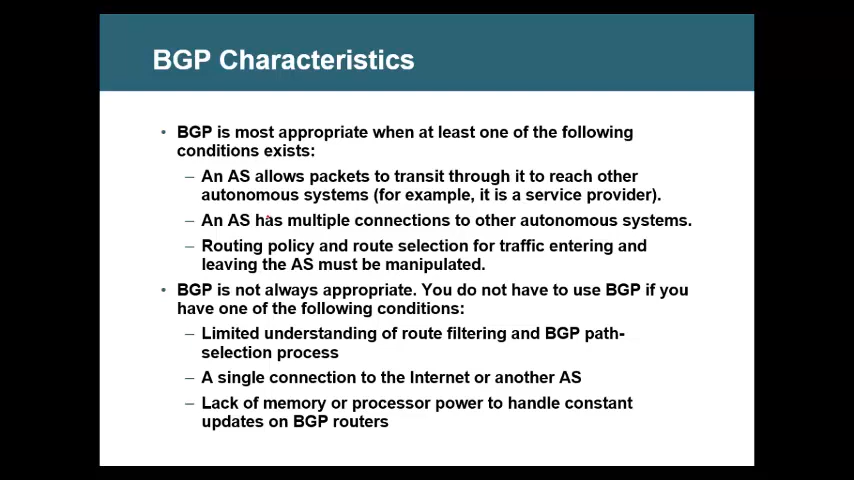 BGP Characteristics
• BGP is most appropriate when at least one of the following
conditions exists:
– An AS allows packets to transit through it to reach other
autonomous systems (for example, it is a service provider).
– An AS has multiple connections to other autonomous systems.
– Routing policy and route selection for traffic entering and
leaving the AS must be manipulated.
• BGP is not always appropriate. You do not have to use BGP if you
have one of the following conditions:
– Limited understanding of route filtering and BGP path-
selection process
– A single connection to the Internet or another AS
– Lack of memory or processor power to handle constant
updates on BGP routers